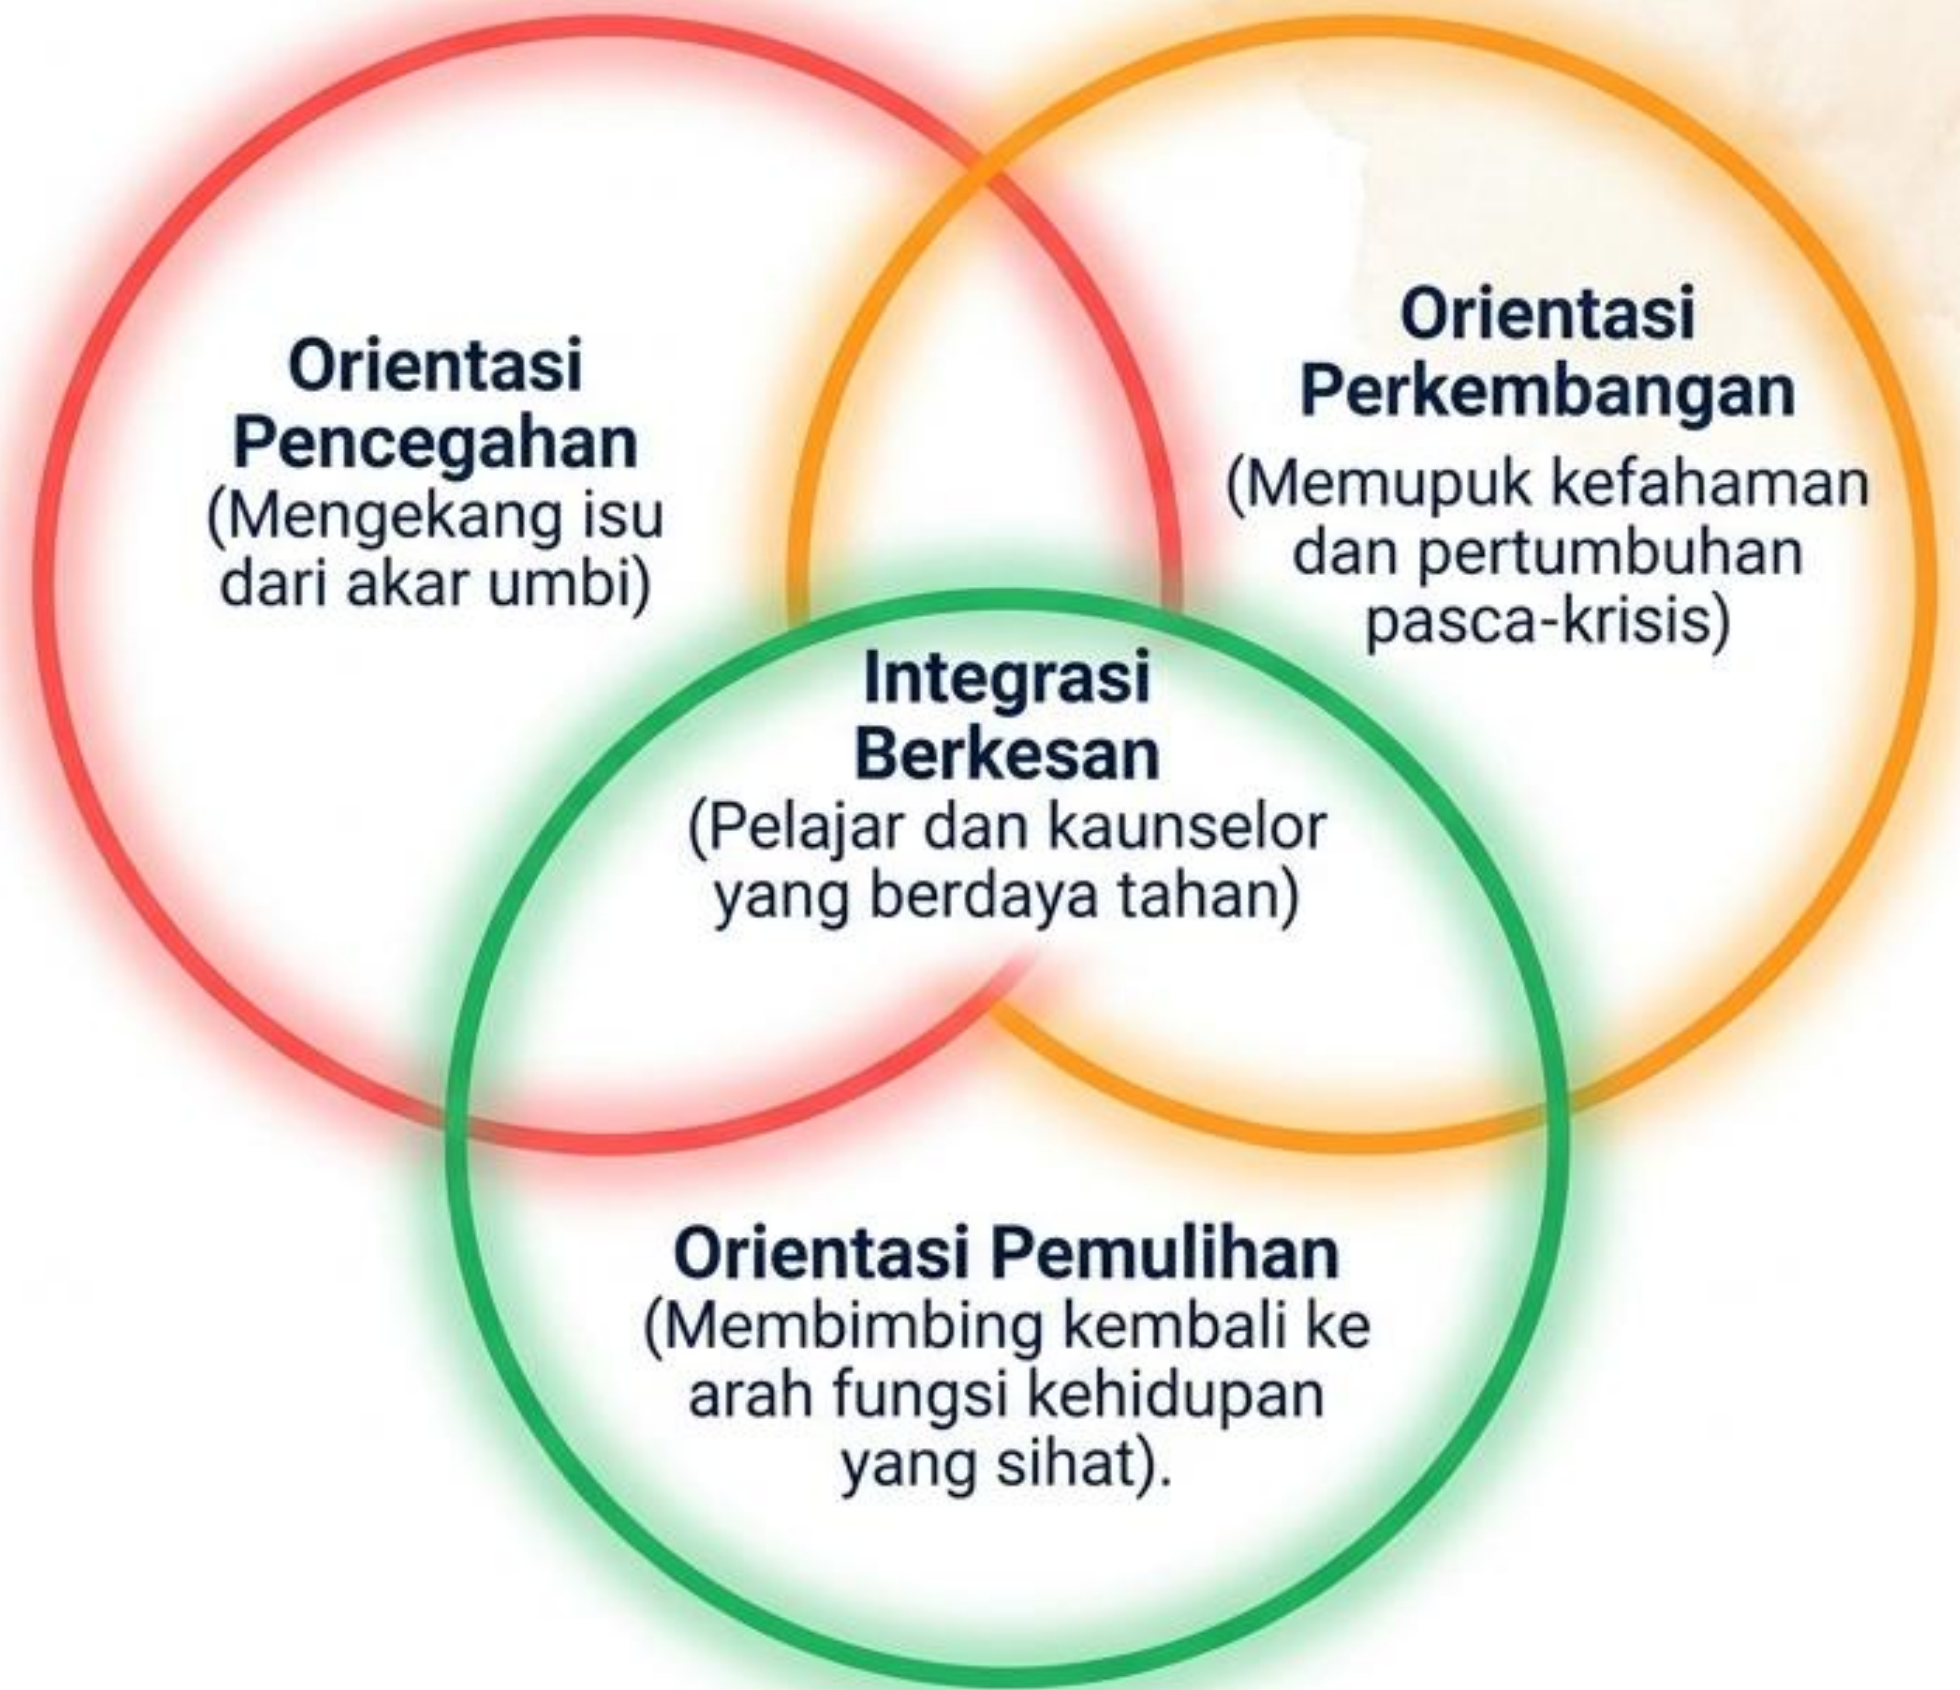 Orientasi
Pencegahan
(Mengekang isu
dari akar umbi)
Orientasi
Perkembangan
(Memupuk kefahaman
dan pertumbuhan
pasca-krisis)
Integrasi
Berkesan
(Pelajar dan kaunselor
yang berdaya tahan)
Orientasi Pemulihan
(Membimbing kembali ke
arah fungsi kehidupan
yang sihat).